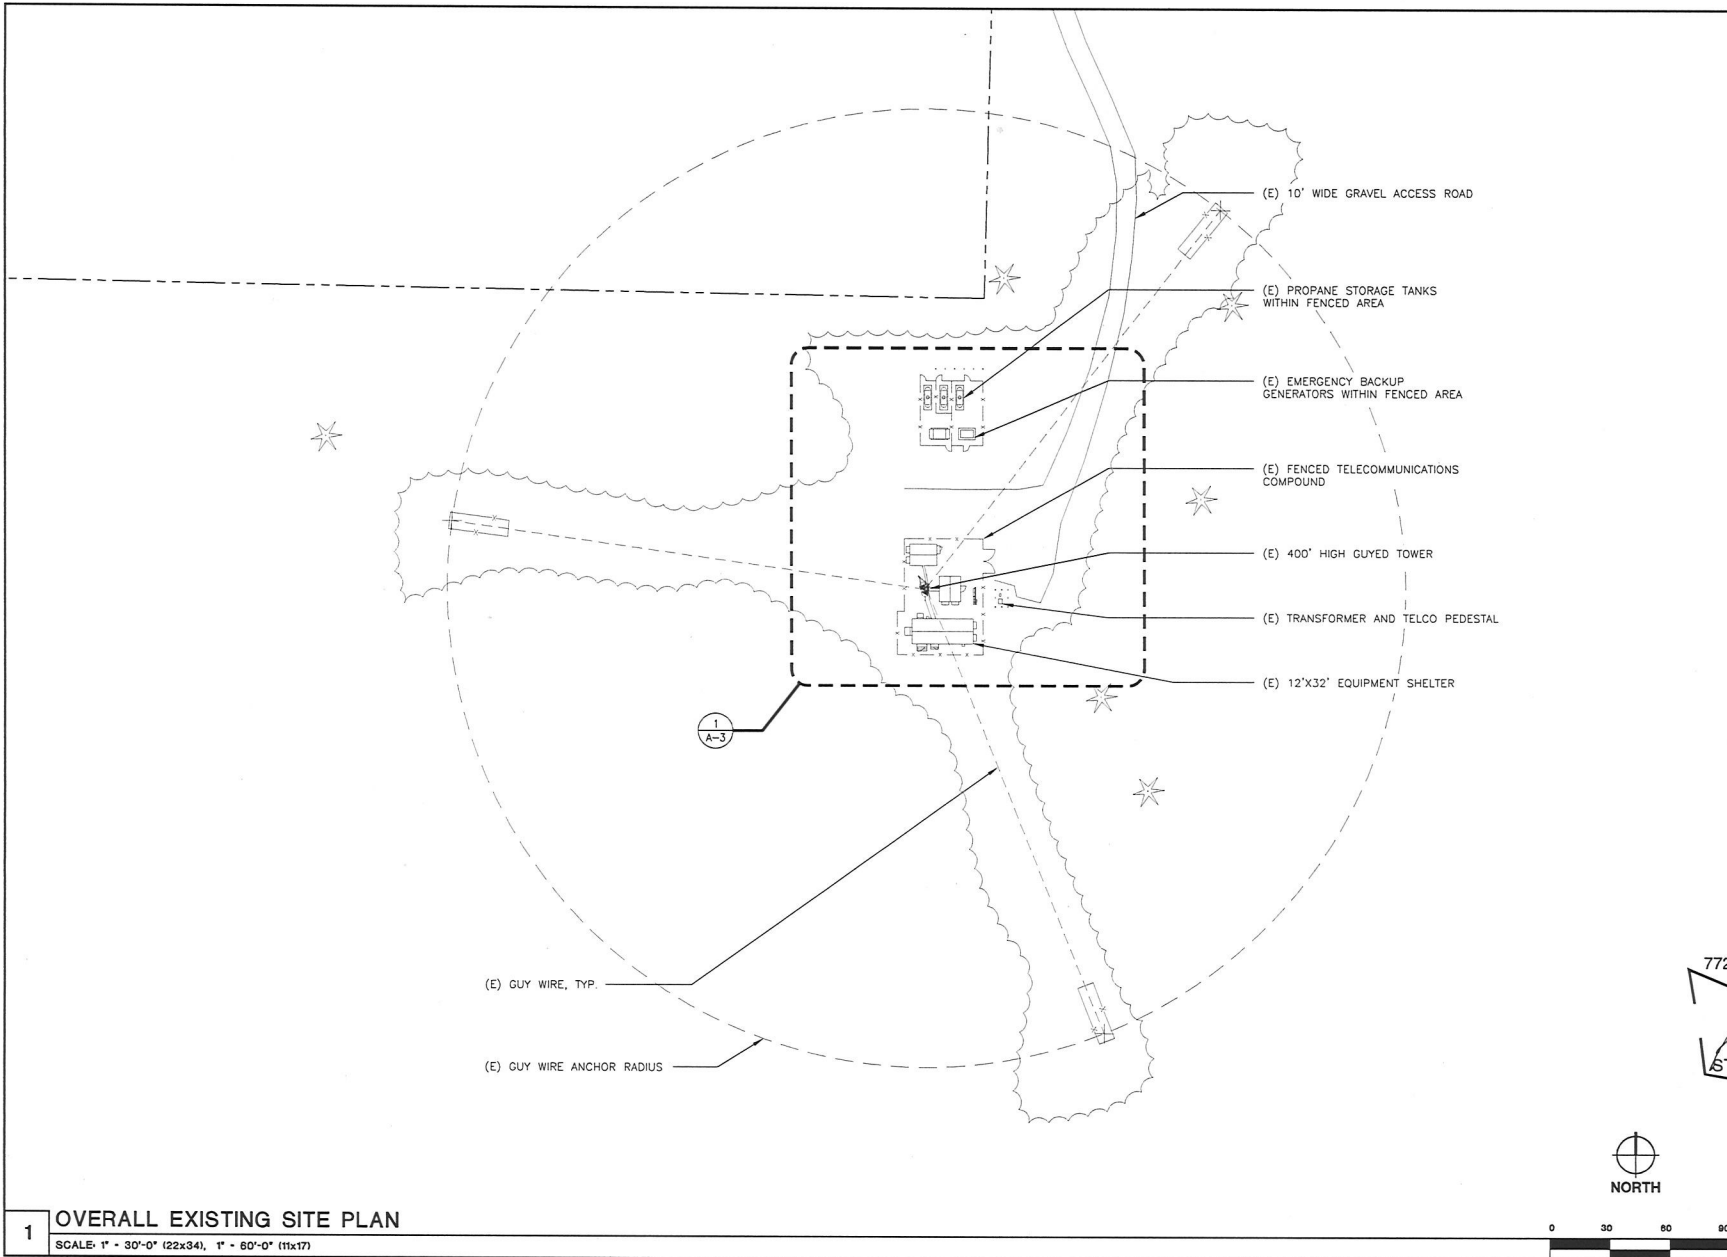 (E) 10' WIDE GRAVEL ACCESS ROAD
(E) PROPANE STORAGE TANKS
WITHIN FENCED AREA
(E) EMERGENCY BACKUP
GENERATORS WITHIN FENCED AREA
(E) FENCED TELECOMMUNICATIONS
COMPOUND
(E) 400' HIGH GUYED TOWER
(E) TRANSFORMER AND TELCO PEDESTAL
(E) 12'X32' EQUIPMENT SHELTER
1
A-3
(E) GUY WIRE, TYP.
(E) GUY WIRE ANCHOR RADIUS
772
NORTH
0 30 60
1 OVERALL EXISTING SITE PLAN
SCALE: 1" - 30'-0" (22x34), 1" - 60'-0" (11x17)